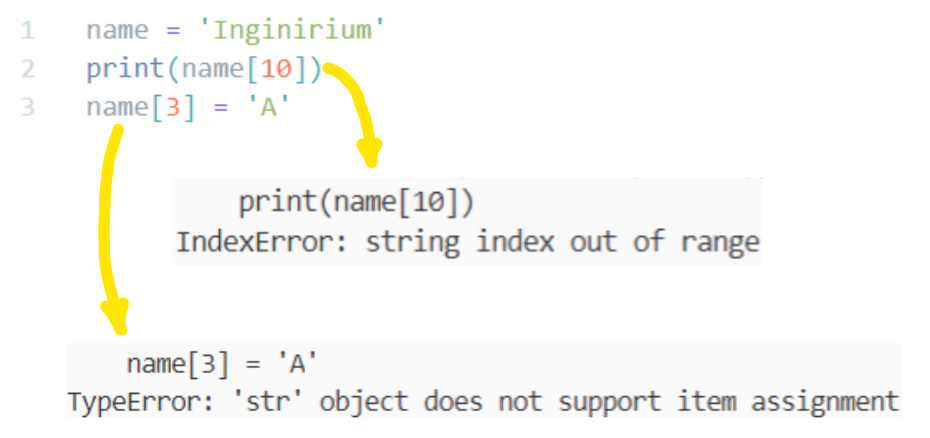 1 name = 'Inginirium'
2 print(name[10])
3 name[3] = 'A'
print(name[10])
IndexError: string index out of range
name[3] = 'A'
TypeError: 'str' object does not support item assignment